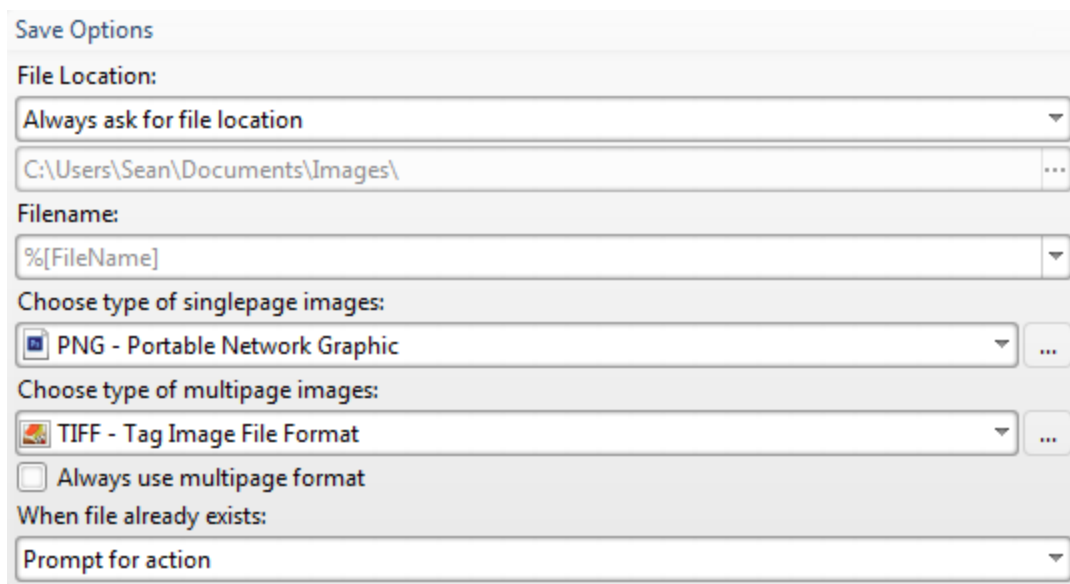 Save Options
File Location:
Always ask for file location
C:\Users\Sean\Documents\Images\
...
Filename:
%[FileName]
Choose type of singlepage images:
PNG - Portable Network Graphic
...
Choose type of multipage images:
TIFF - Tag Image File Format
...
Always use multipage format
When file already exists:
Prompt for action